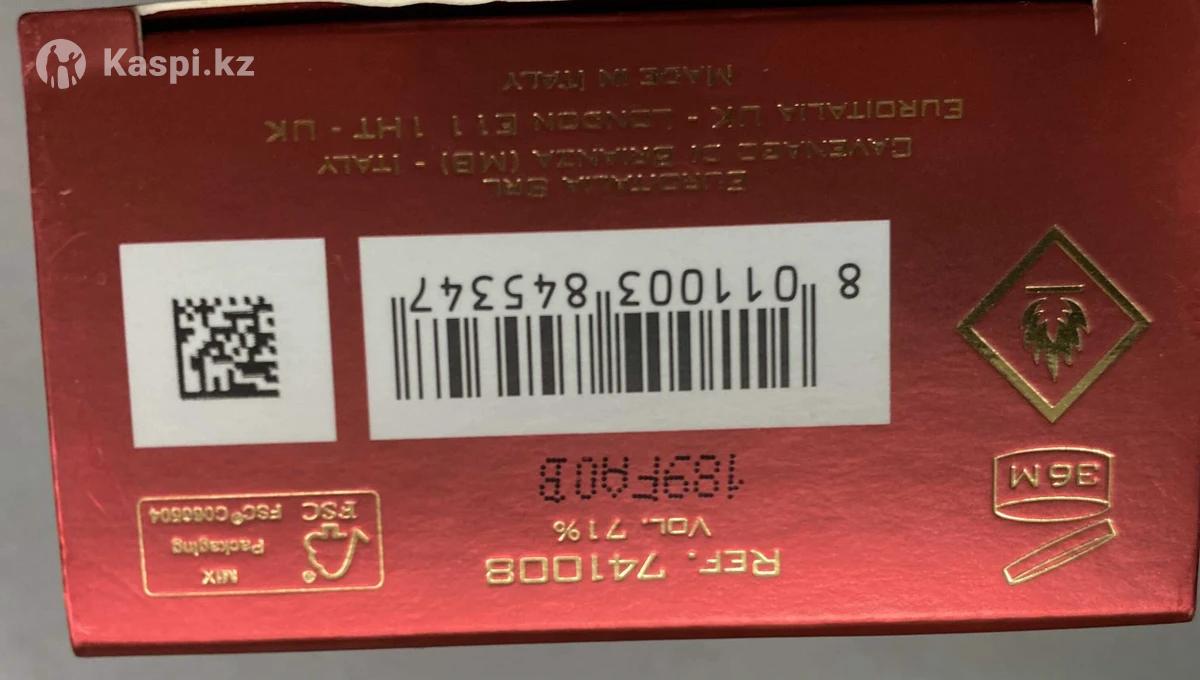 Kaspi.kz
REF. 741008
VOL. 71%
189FA0B
MIX
Packaging
FSC
FSC® C086504
36M
8 011003 845347
EUROITALIA SRL
CAVENAGO DI BRIANZA (MB) - ITALY
EUROITALIA UK - LONDON E11 1HT - UK
MADE IN ITALY